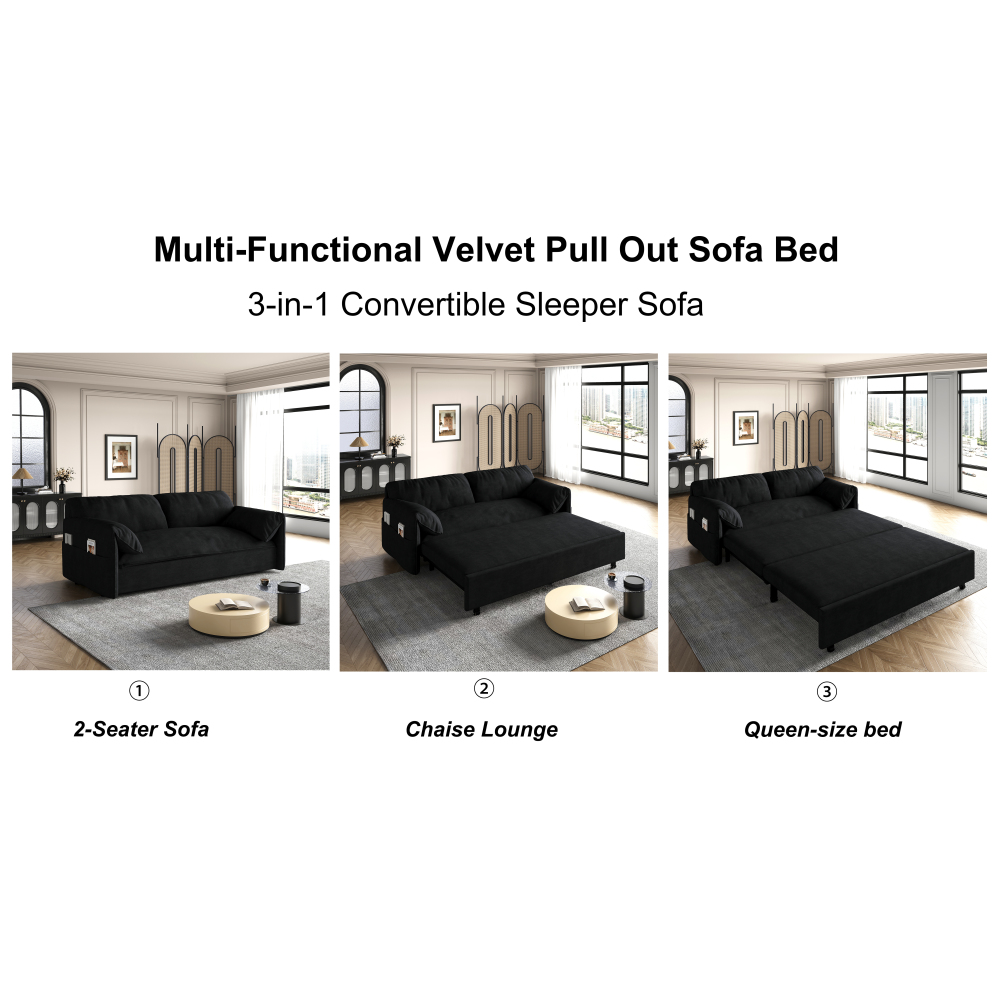 Multi-Functional Velvet Pull Out Sofa Bed
3-in-1 Convertible Sleeper Sofa
①
②
③
2-Seater Sofa
Chaise Lounge
Queen-size bed